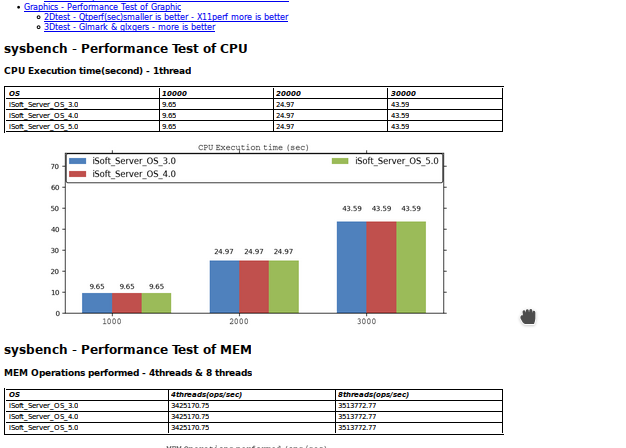 Graphics - Performance Test of Graphic
2Dtest - Qtperf(sec)smaller is better - X11perf more is better
3Dtest - Glmark & glxgers - more is better
sysbench - Performance Test of CPU
CPU Execution time(second) - 1thread
OS 10000 20000 30000
iSoft_Server_OS_3.0 9.65 24.97 43.59
iSoft_Server_OS_4.0 9.65 24.97 43.59
iSoft_Server_OS_5.0 9.65 24.97 43.59
CPU Execution time (sec)
iSoft_Server_OS_3.0 iSoft_Server_OS_5.0
iSoft_Server_OS_4.0
70
60
50
43.59 43.59 43.59
40
30
24.97 24.97 24.97
20
10
9.65 9.65 9.65
0
1000 2000 3000
sysbench - Performance Test of MEM
MEM Operations performed - 4threads & 8 threads
OS 4threads(ops/sec) 8threads(ops/sec)
iSoft_Server_OS_3.0 3425170.75 3513772.77
iSoft_Server_OS_4.0 3425170.75 3513772.77
iSoft_Server_OS_5.0 3425170.75 3513772.77